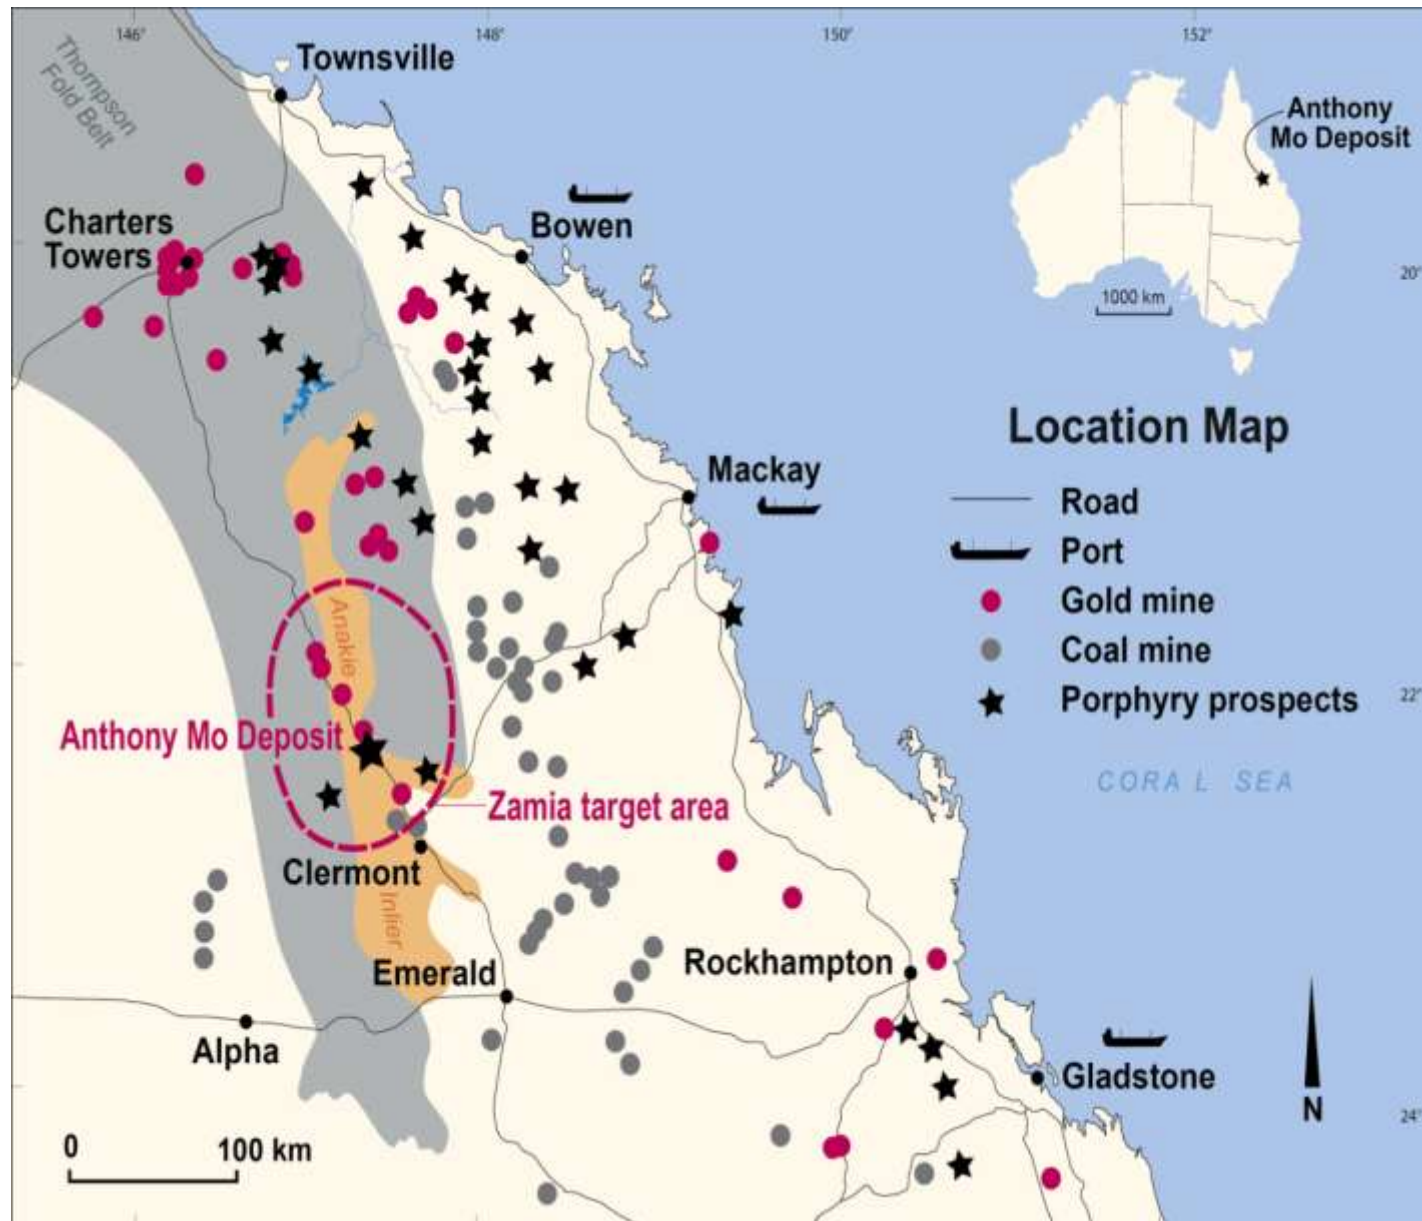 146°
148°
150°
152°
Thompson
Fold Belt
Townsville
Anthony
Mo Deposit
Charters
Towers
Bowen
20°
1000 km
Location Map
Mackay
Road
Port
Gold mine
Coal mine
Porphyry prospects
Anakie
22°
Anthony Mo Deposit
CORAL SEA
Zamia target area
Clermont
Inlier
Emerald
Rockhampton
Alpha
Gladstone
N
24°
0 100 km